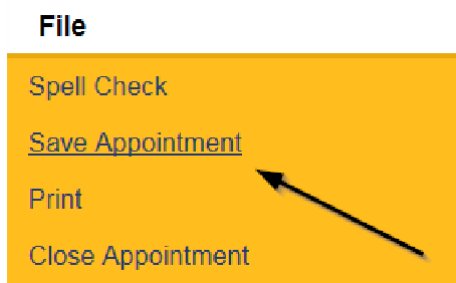 File
Spell Check
Save Appointment
Print
Close Appointment